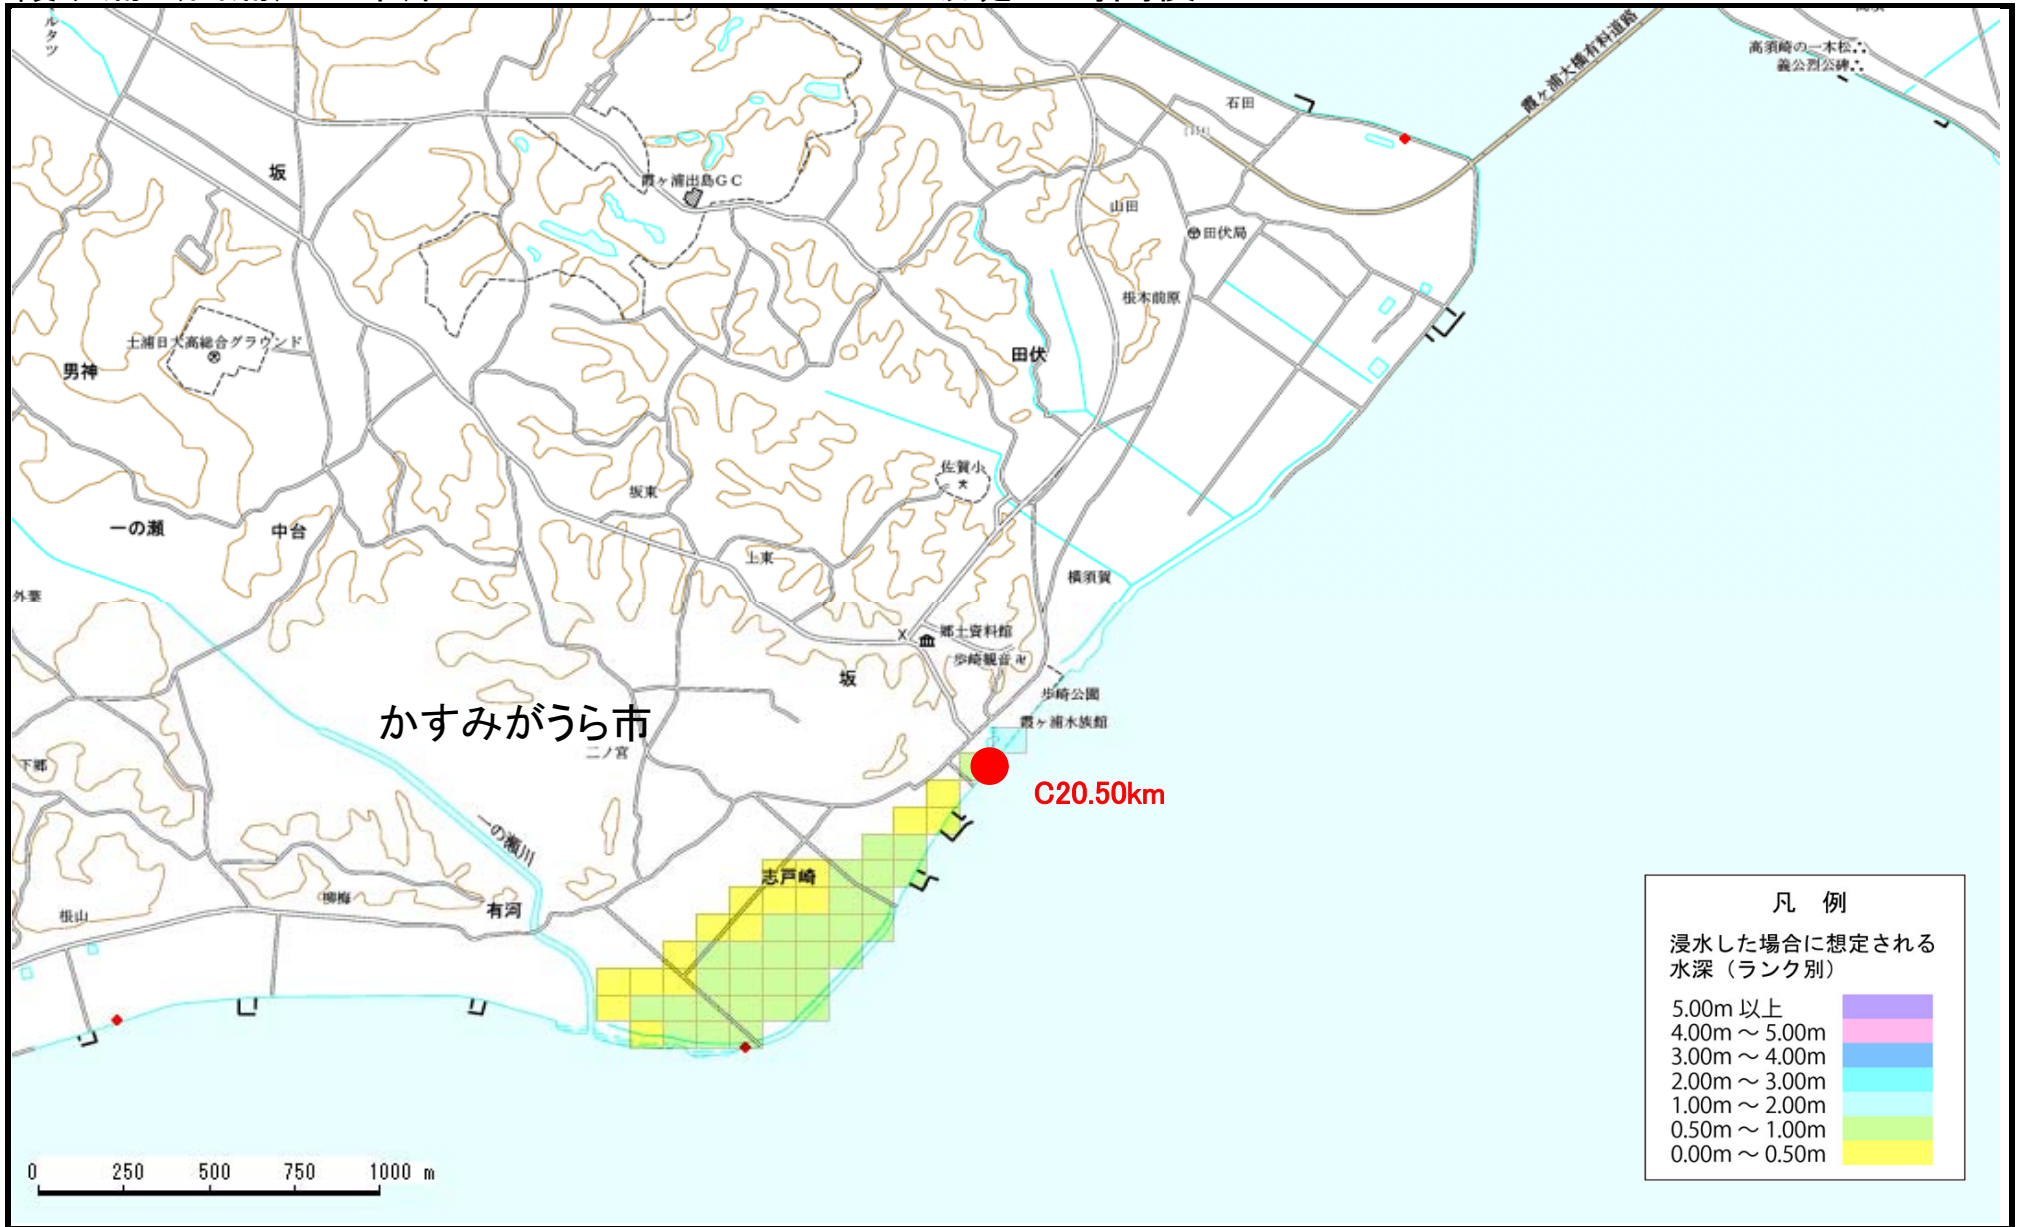 ルタツ
高須崎の一本松
義公烈公碑
霞ヶ浦大橋有料道路
石田
坂
霞ヶ浦出島GC
山田
田伏局
根木前原
土浦日大高総合グラウンド
男神
田伏
佐賀小
坂東
一の瀬
中台
上東
横須賀
外輩
郷土資料館
歩崎観音
坂
歩崎公園
霞ヶ浦水族館
かすみがうら市
二ノ宮
下郷
C20.50km
一の瀬川
志戸崎
柳梅
有河
根山
凡 例
浸水した場合に想定される
水深（ランク別）
5.00m 以上
4.00m ～ 5.00m
3.00m ～ 4.00m
2.00m ～ 3.00m
1.00m ～ 2.00m
0.50m ～ 1.00m
0.00m ～ 0.50m
0 250 500 750 1000 m